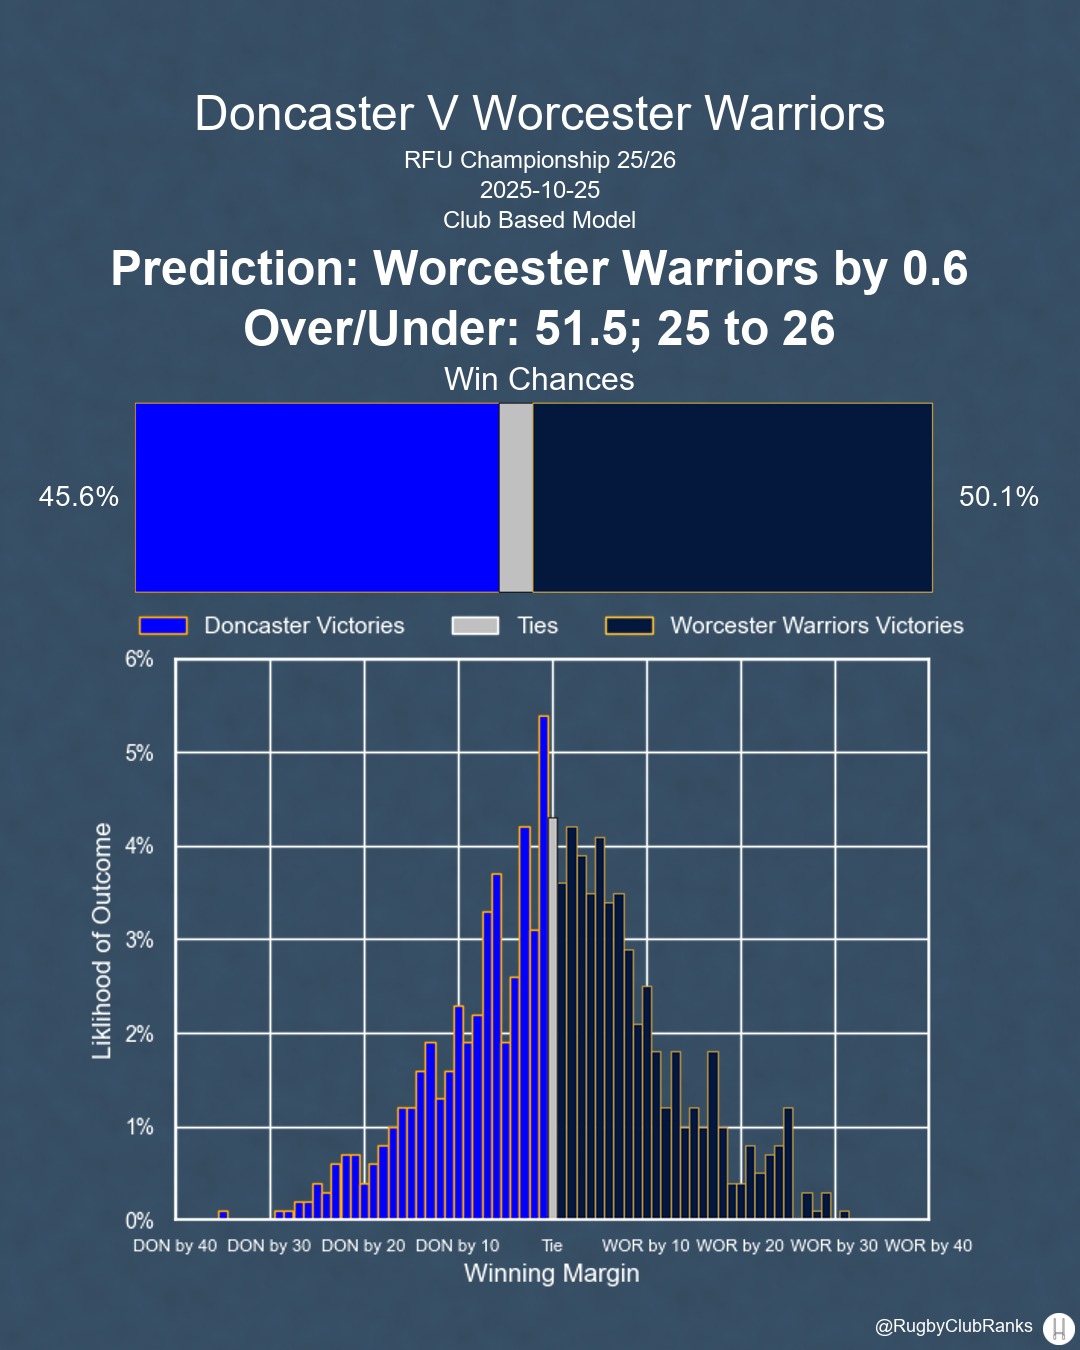 Doncaster V Worcester Warriors
RFU Championship 25/26
2025-10-25
Club Based Model
Prediction: Worcester Warriors by 0.6
Over/Under: 51.5; 25 to 26
Win Chances
45.6%
50.1%
Doncaster Victories
Ties
Worcester Warriors Victories
6%
5%
4%
3%
2%
1%
0%
Liklihood of Outcome
DON by 40 DON by 30 DON by 20 DON by 10 Tie WOR by 10 WOR by 20 WOR by 30 WOR by 40
Winning Margin
@RugbyClubRanks